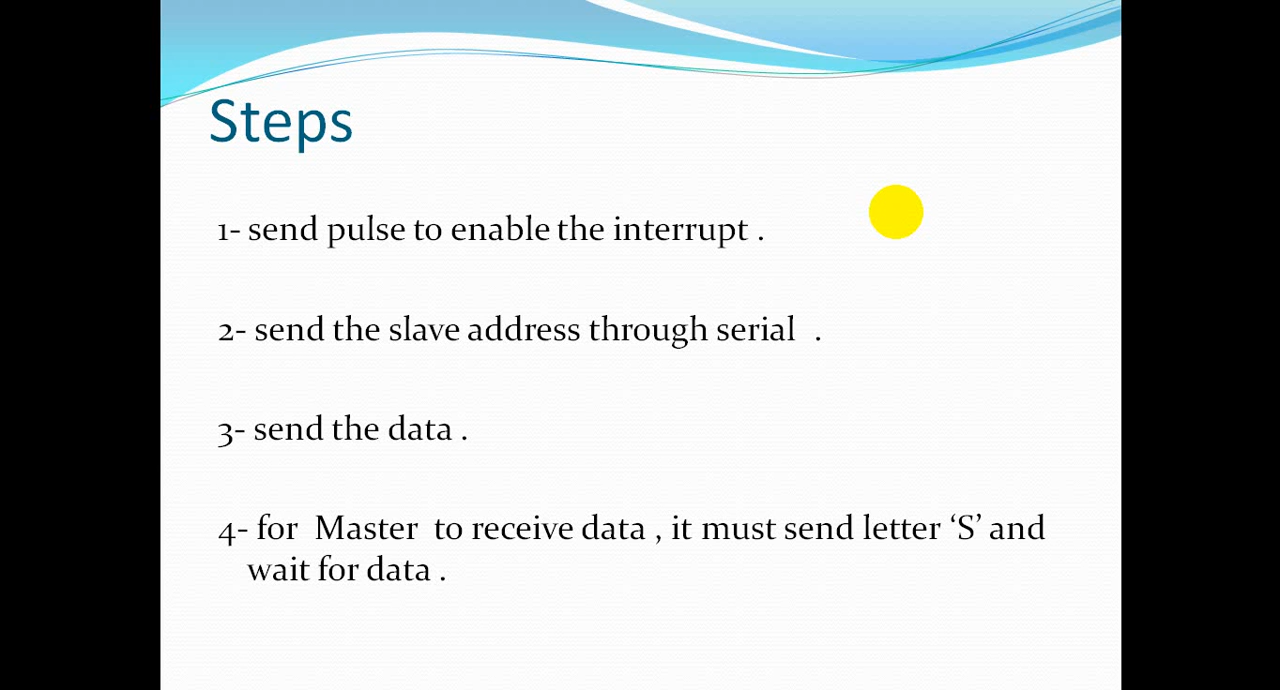 Steps
1- send pulse to enable the interrupt .
2- send the slave address through serial .
3- send the data .
4- for Master to receive data , it must send letter ‘S’ and
wait for data .